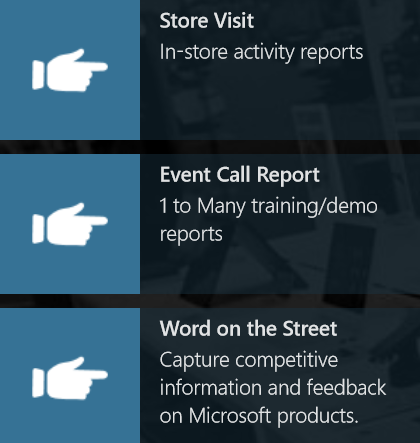 Store Visit
In-store activity reports
Event Call Report
1 to Many training/demo
reports
Word on the Street
Capture competitive
information and feedback
on Microsoft products.